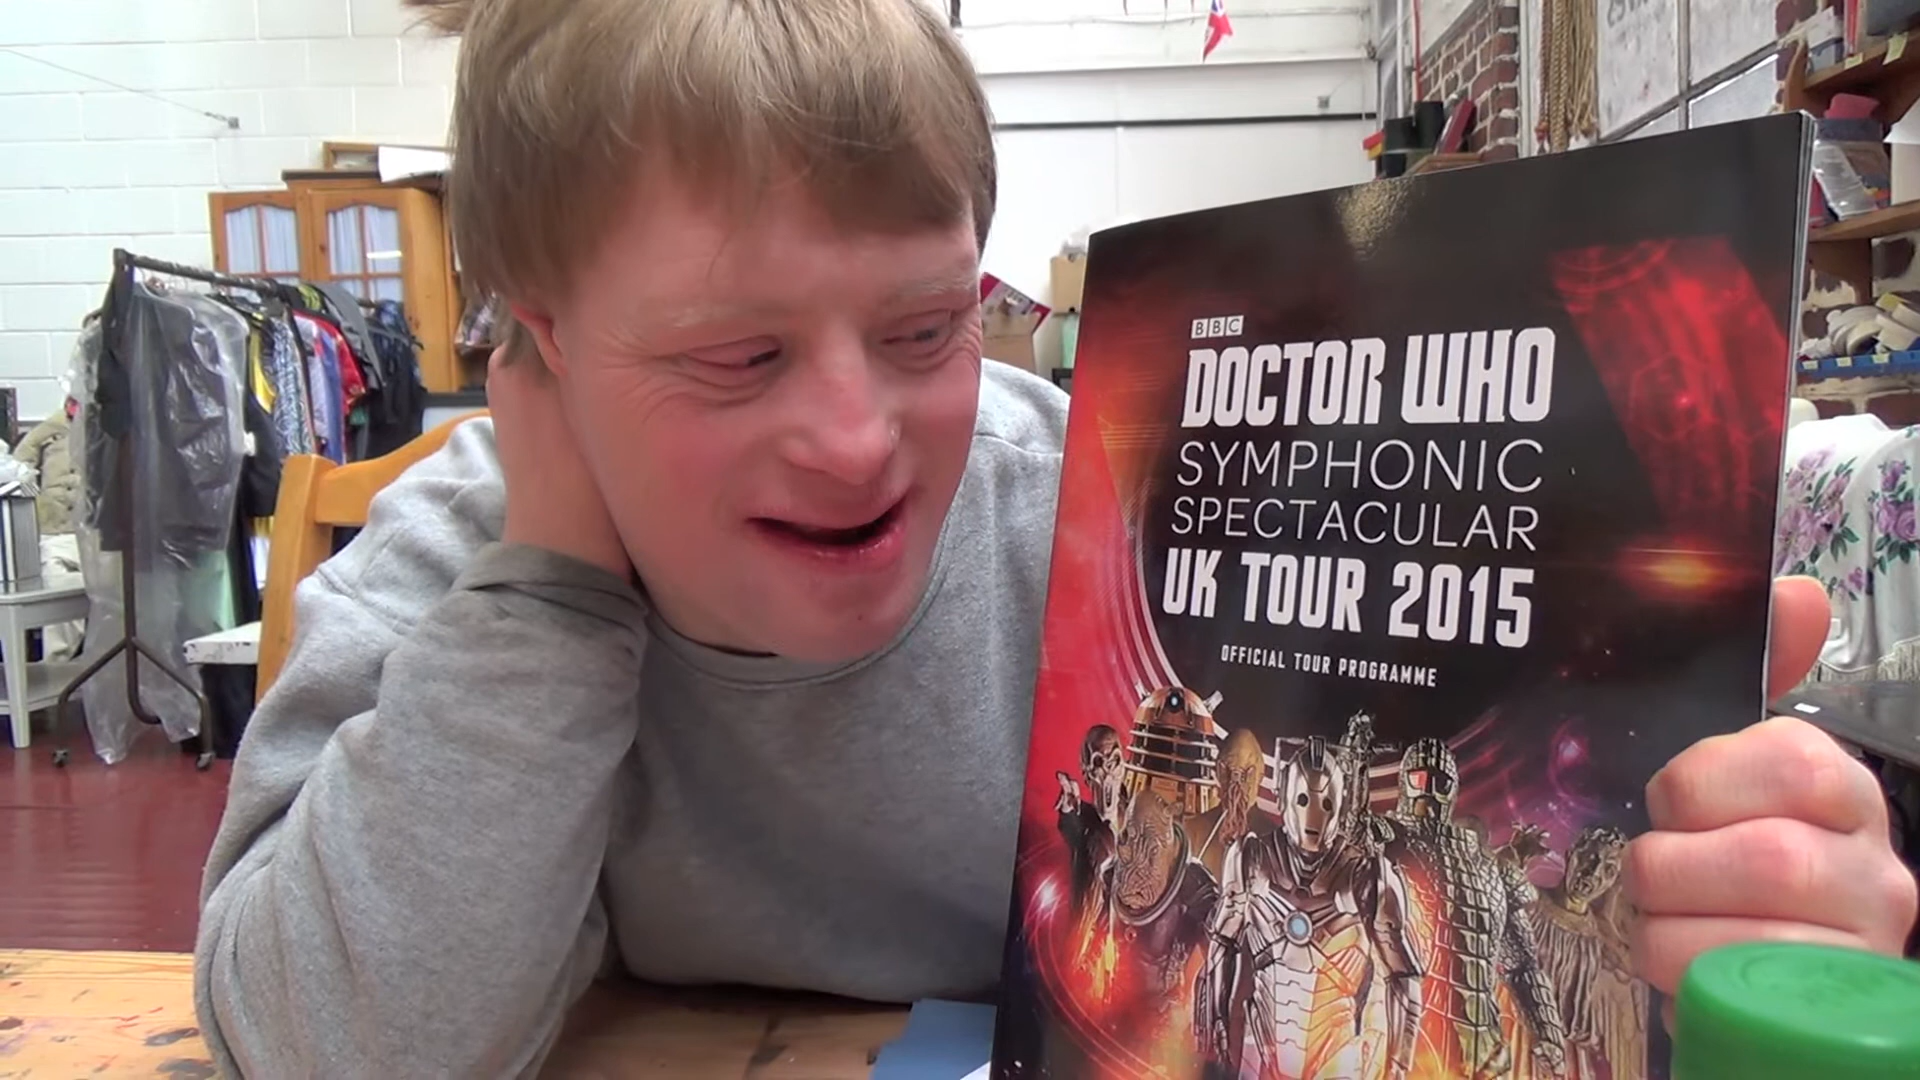 BBC
DOCTOR WHO
SYMPHONIC
SPECTACULAR
UK TOUR 2015
OFFICIAL TOUR PROGRAMME